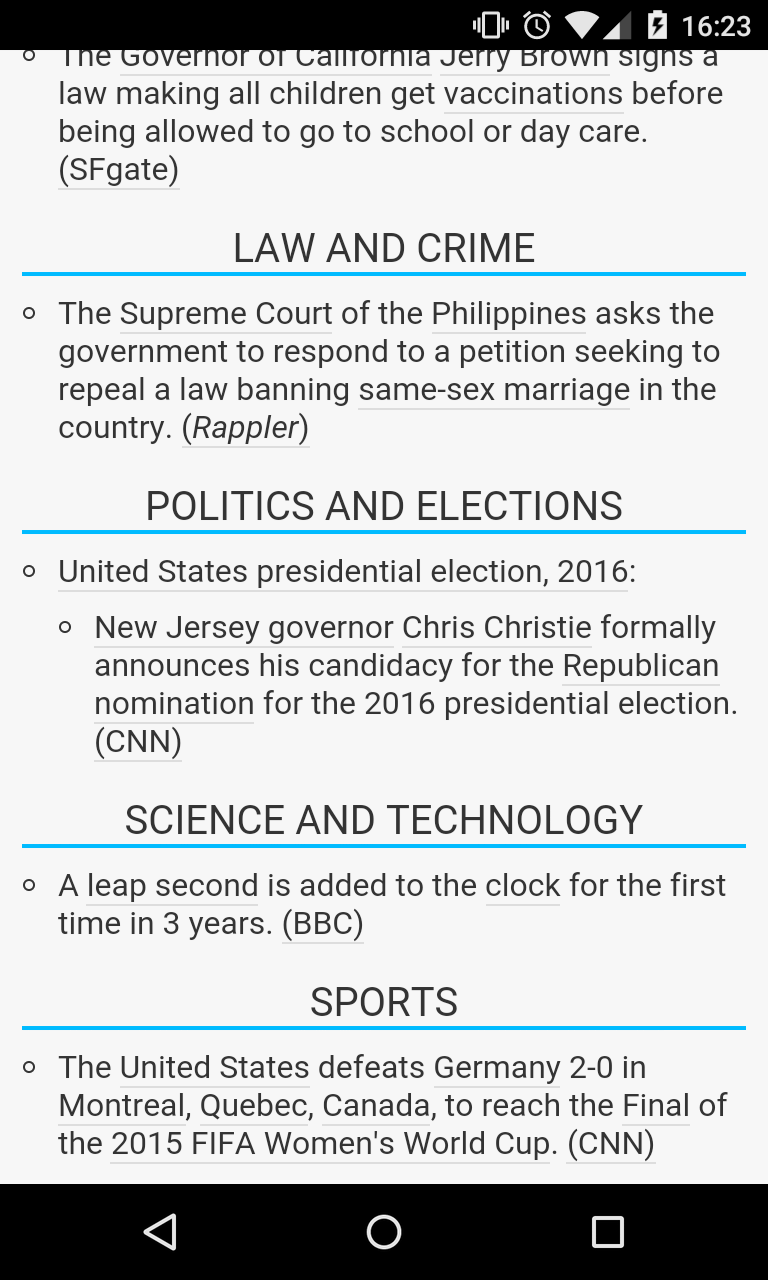 16:23
The Governor of California Jerry Brown signs a
law making all children get vaccinations before
being allowed to go to school or day care.
(SFgate)
LAW AND CRIME
The Supreme Court of the Philippines asks the
government to respond to a petition seeking to
repeal a law banning same-sex marriage in the
country. (Rappler)
POLITICS AND ELECTIONS
United States presidential election, 2016:
New Jersey governor Chris Christie formally
announces his candidacy for the Republican
nomination for the 2016 presidential election.
(CNN)
SCIENCE AND TECHNOLOGY
A leap second is added to the clock for the first
time in 3 years. (BBC)
SPORTS
The United States defeats Germany 2-0 in
Montreal, Quebec, Canada, to reach the Final of
the 2015 FIFA Women's World Cup. (CNN)